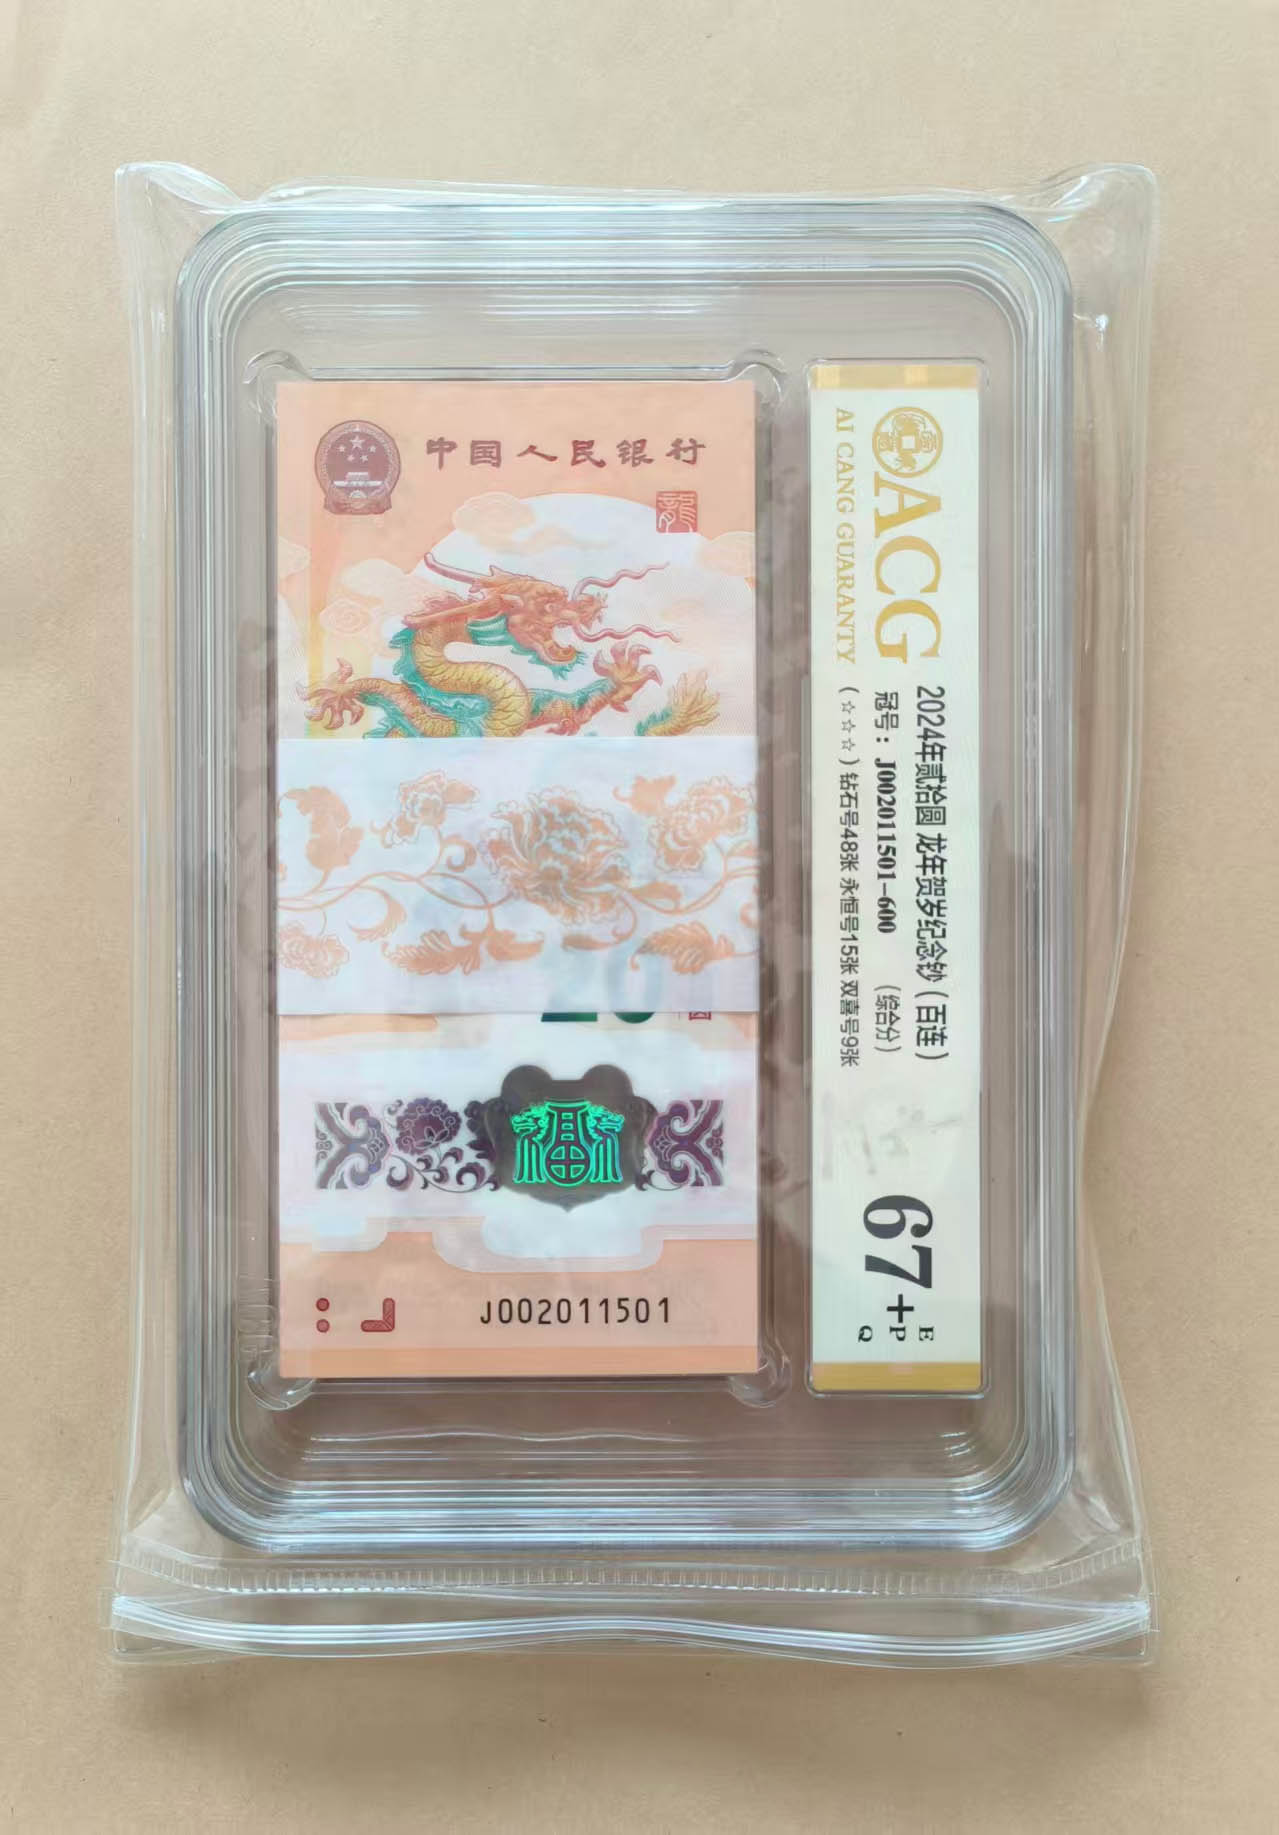 中国人民银行
龍
20
J002011501
ACG
AI CANG GUARANTY
2024年贰拾圆 龙年贺岁纪念钞(百连)
冠号:J002011501-600 (综合分)
(☆☆☆)钻石号48张 永恒号15张 双喜号9张
67+
E
P
Q